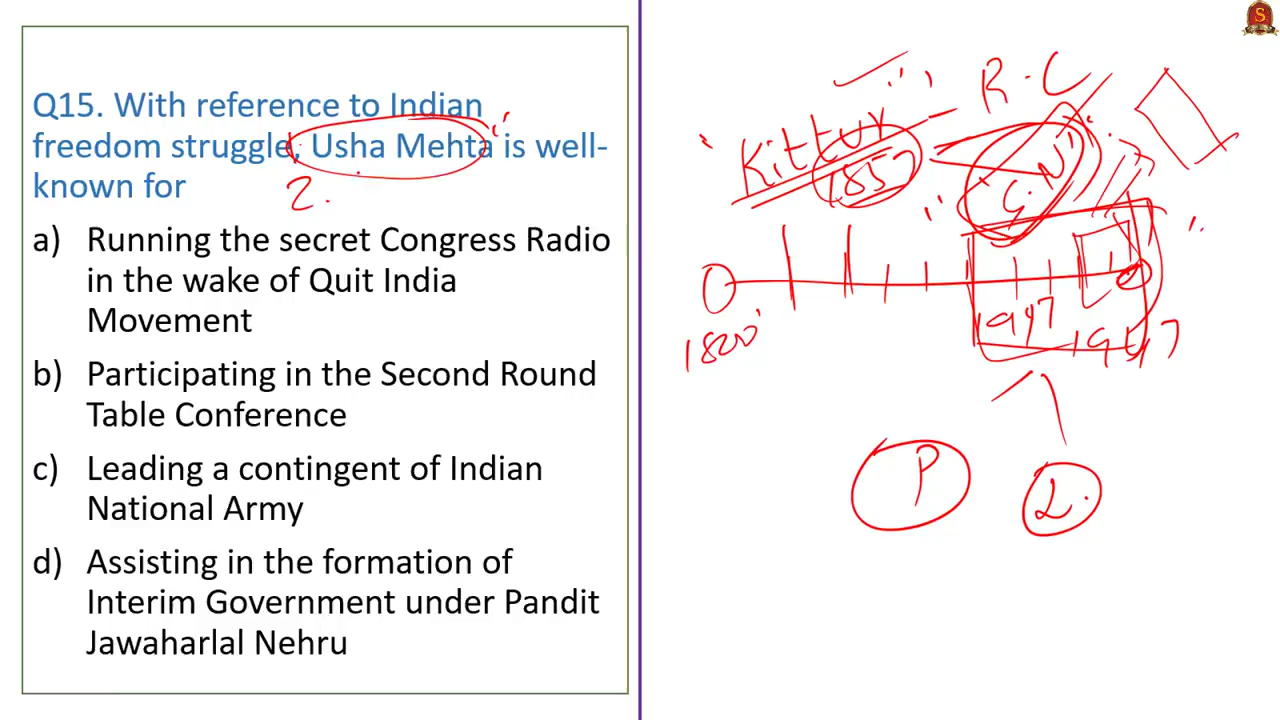 Q15. With reference to Indian
freedom struggle, Usha Mehta is well-
known for
2.
a) Running the secret Congress Radio
in the wake of Quit India
Movement
b) Participating in the Second Round
Table Conference
c) Leading a contingent of Indian
National Army
d) Assisting in the formation of
Interim Government under Pandit
Jawaharlal Nehru
R.C
"Kittur" –
1857
G.N
1800'
1947
P
L.
S